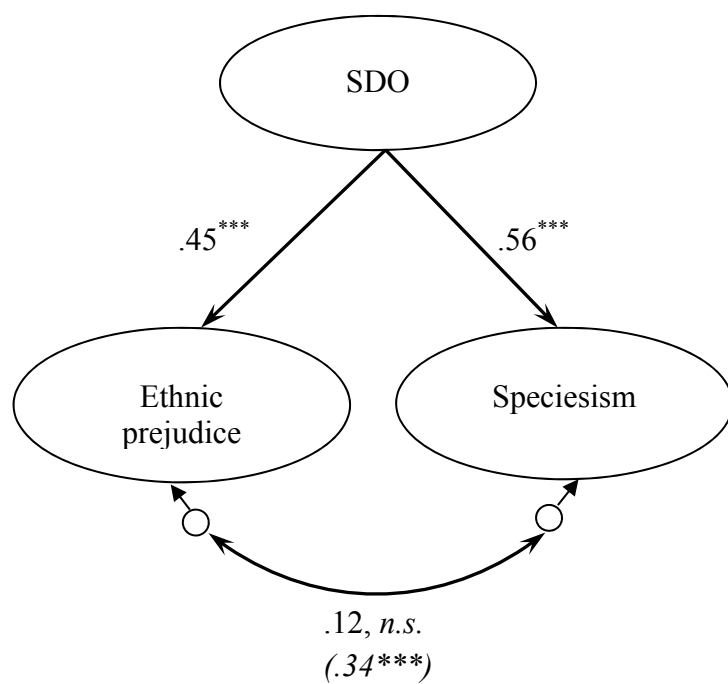 SDO
.45***
.56***
Ethnic
prejudice
Speciesism
.12, n.s.
(.34***)